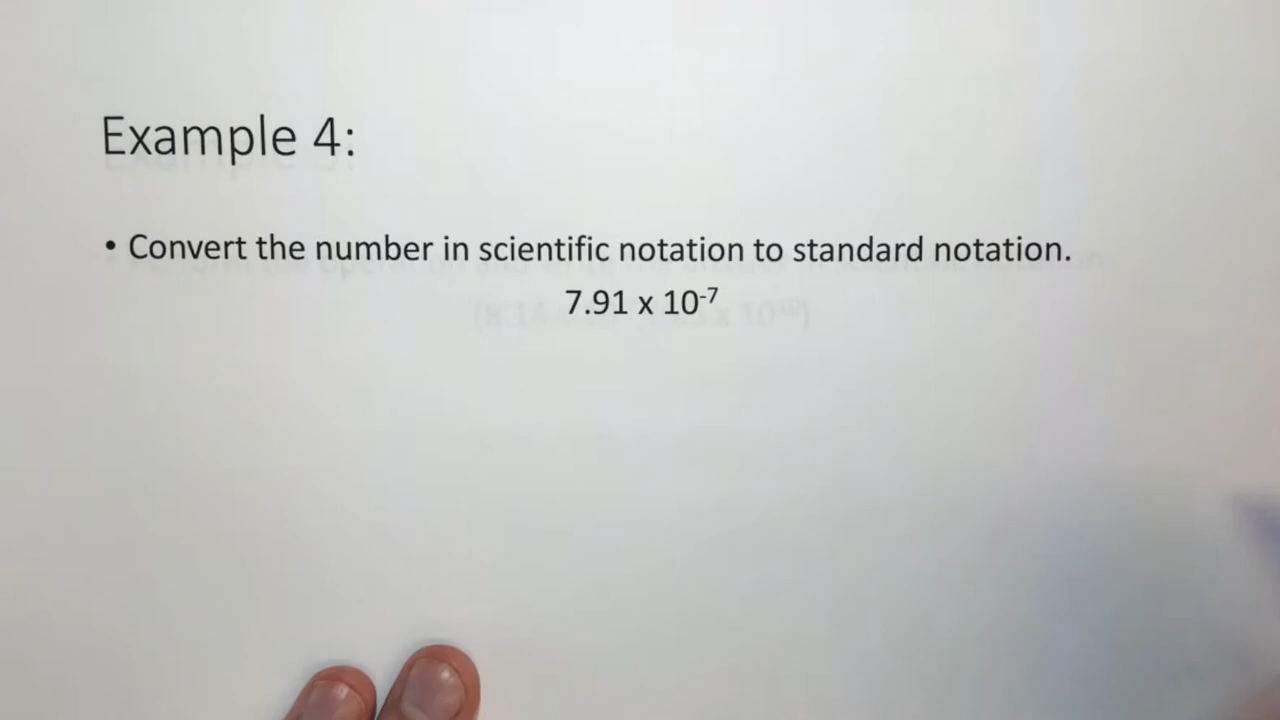 Example 4:
• Convert the number in scientific notation to standard notation.
7.91 x 10⁻⁷